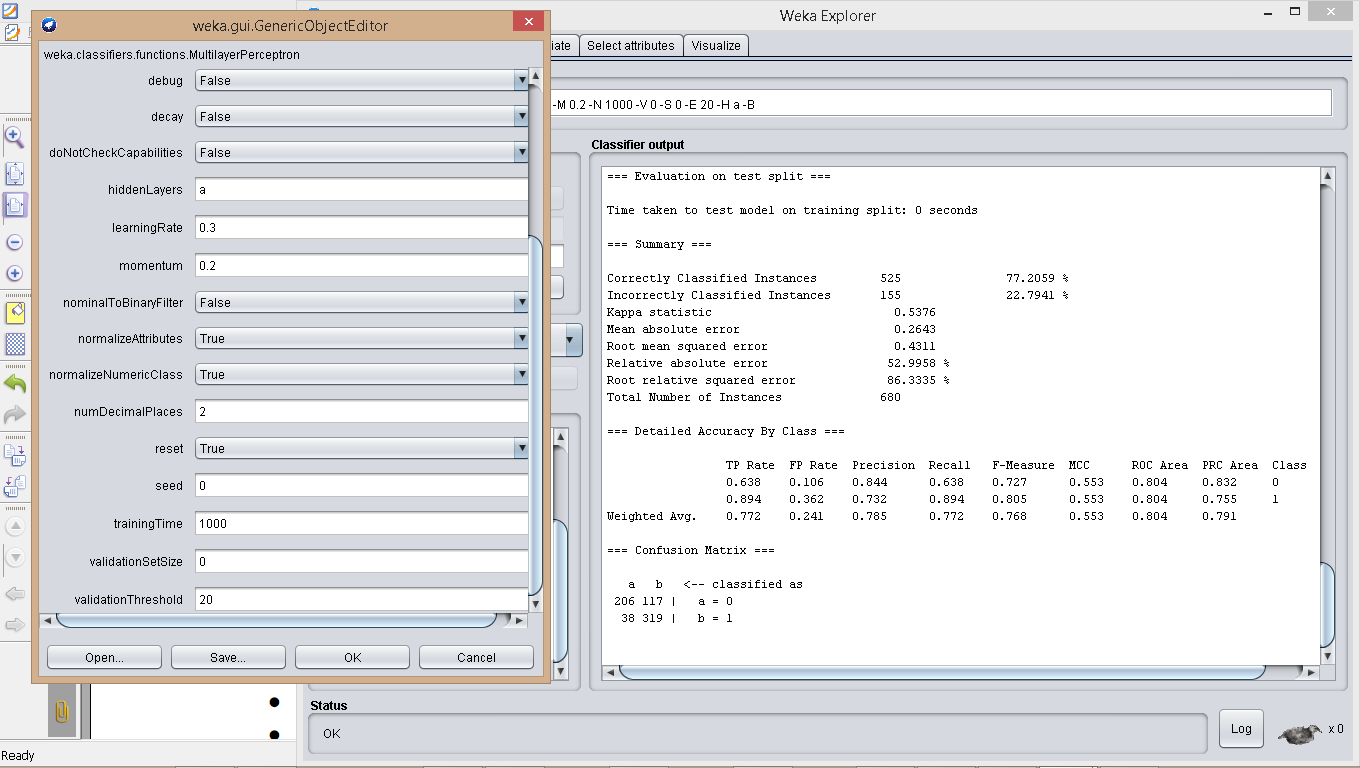 weka.gui.GenericObjectEditor
weka.classifiers.functions.MultilayerPerceptron
debug False
decay False
doNotCheckCapabilities False
hiddenLayers a
learningRate 0.3
momentum 0.2
nominalToBinaryFilter False
normalizeAttributes True
normalizeNumericClass True
numDecimalPlaces 2
reset True
seed 0
trainingTime 1000
validationSetSize 0
validationThreshold 20
Open... Save... OK Cancel
Weka Explorer
iate Select attributes Visualize
-M 0.2 -N 1000 -V 0 -S 0 -E 20 -H a -B
Classifier output
=== Evaluation on test split ===
Time taken to test model on training split: 0 seconds
=== Summary ===
Correctly Classified Instances 525 77.2059 %
Incorrectly Classified Instances 155 22.7941 %
Kappa statistic 0.5376
Mean absolute error 0.2643
Root mean squared error 0.4311
Relative absolute error 52.9958 %
Root relative squared error 86.3335 %
Total Number of Instances 680
=== Detailed Accuracy By Class ===
TP Rate FP Rate Precision Recall F-Measure MCC ROC Area PRC Area Class
0.638 0.106 0.844 0.638 0.727 0.553 0.804 0.832 0
0.894 0.362 0.732 0.894 0.805 0.553 0.804 0.755 1
Weighted Avg. 0.772 0.241 0.785 0.772 0.768 0.553 0.804 0.791
=== Confusion Matrix ===
a b <-- classified as
206 117 | a = 0
38 319 | b = 1
Status
OK
Log
x 0
Ready